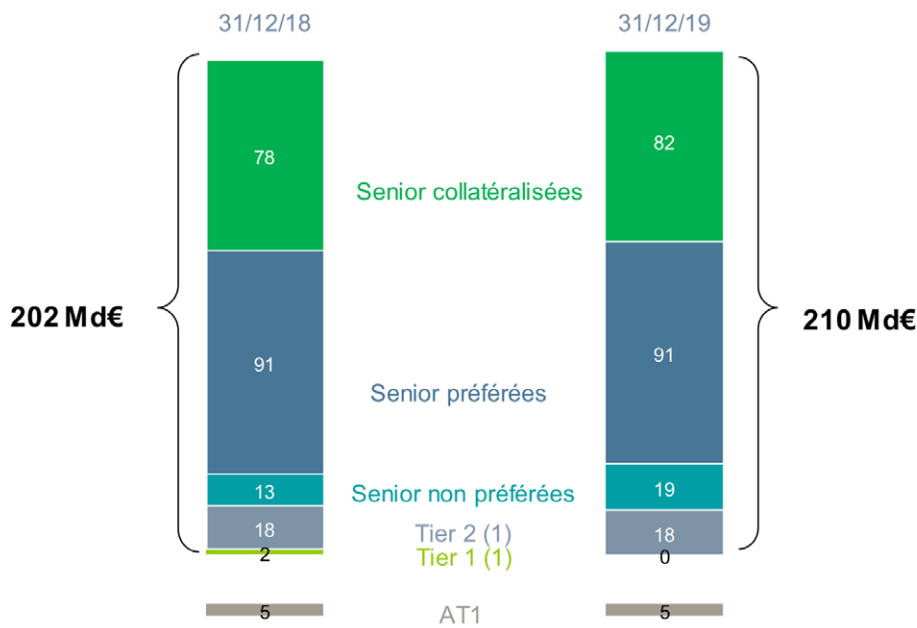 31/12/18 31/12/19
78 Senior collatéralisées 82
202 Md€ 210 Md€
91 Senior préférées 91
13 Senior non préférées 19
18 Tier 2 (1) 18
2 Tier 1 (1) 0
5 AT1 5